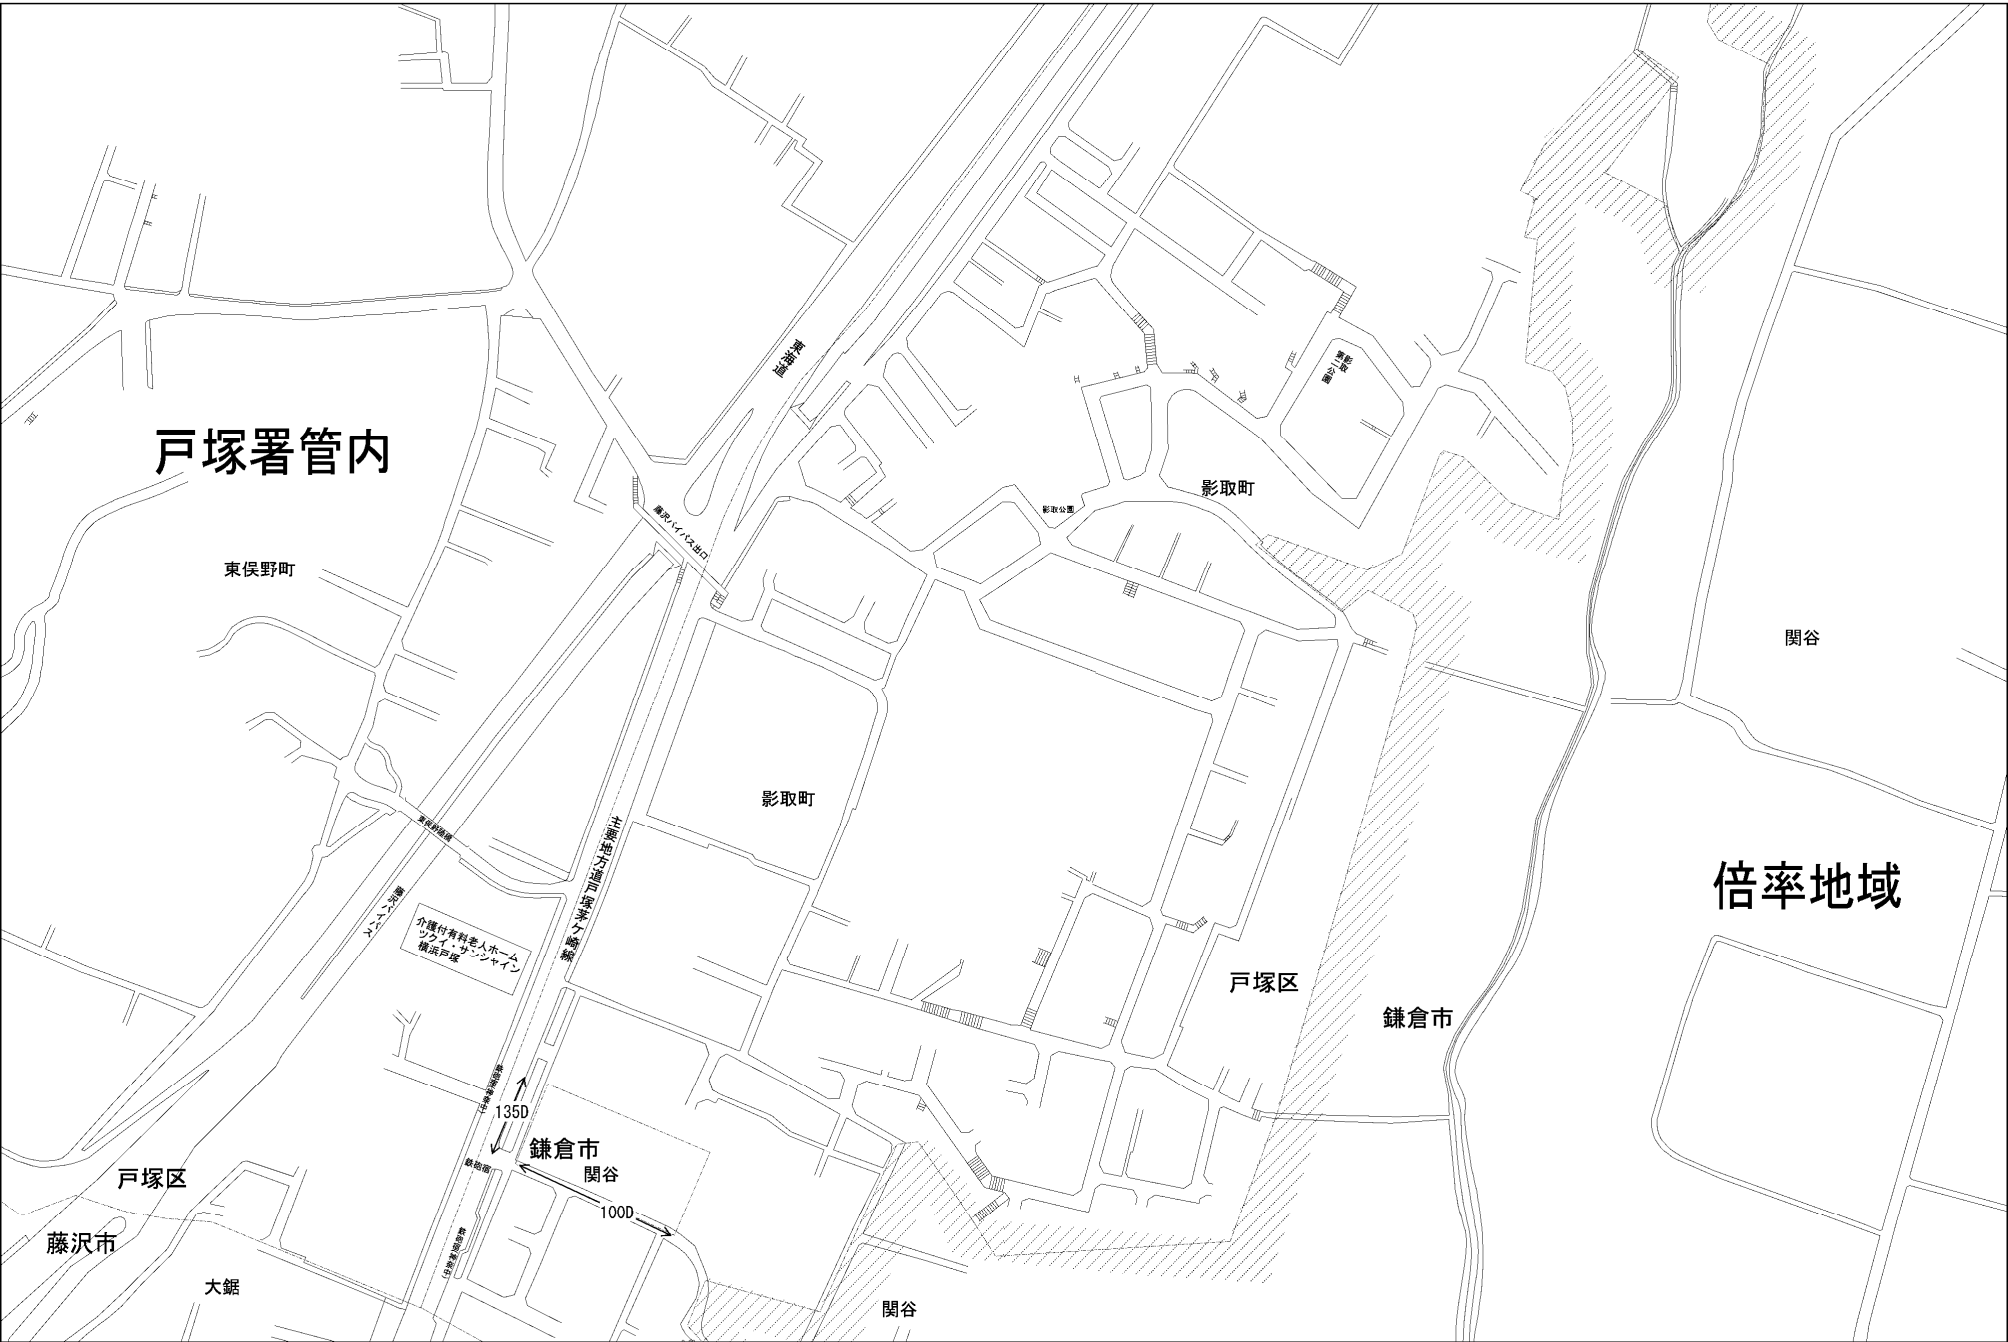 東海道
影取
第二公園
戸塚署管内
影取町
影取公園
藤沢バイパス出口
東俣野町
関谷
影取町
主要地方道戸塚茅ケ崎線
藤沢バイパス
倍率地域
介護付有料老人ホーム
ツクイ・サンシャイン
横浜戸塚
戸塚区
鎌倉市
135D
鉄砲宿
鎌倉市
関谷
戸塚区
100D
藤沢市
大鋸
関谷